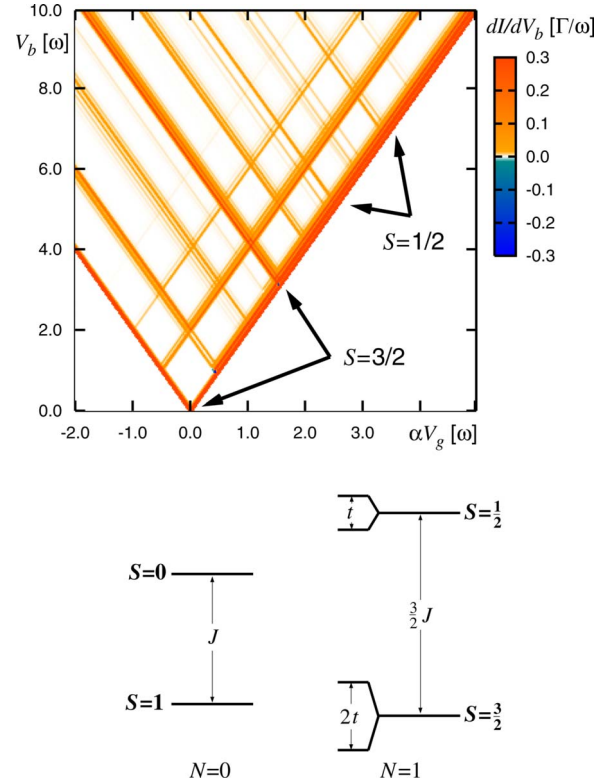 V_b [ω]
dI/dV_b [Γ/ω]
10.0
8.0
6.0
4.0
2.0
0.0
0.3
0.2
0.1
0.0
-0.1
-0.2
-0.3
S=1/2
S=3/2
-2.0 -1.0 0.0 1.0 2.0 3.0
αV_g [ω]
t
S=½
S=0
J
3/2 J
S=1
2t
S=3/2
N=0
N=1